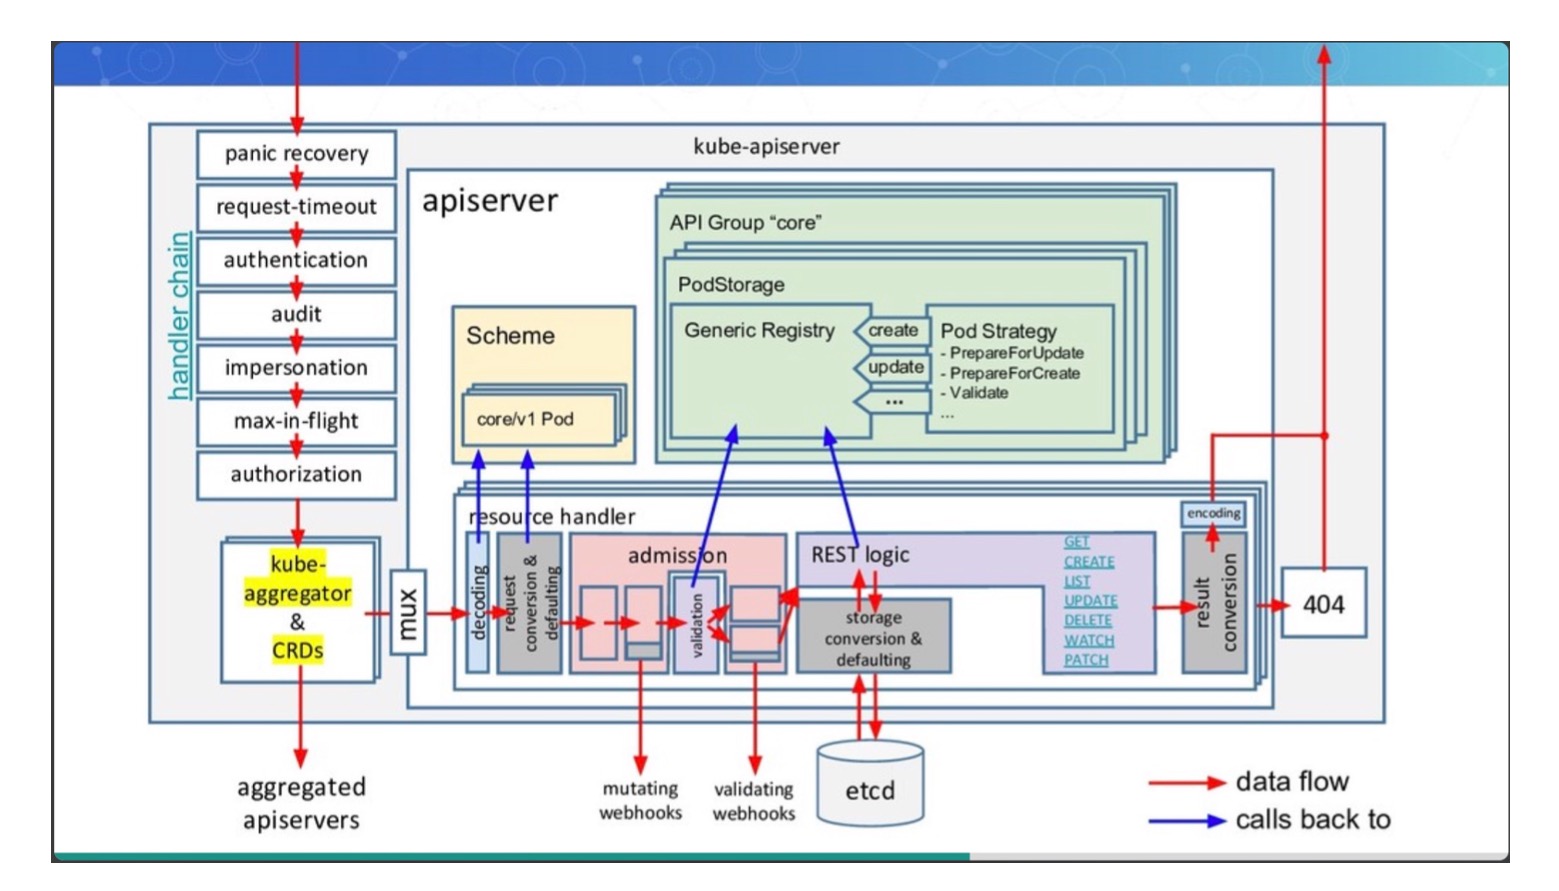 kube-apiserver
handler chain
panic recovery
request-timeout
authentication
audit
impersonation
max-in-flight
authorization
kube-
aggregator
&
CRDs
aggregated
apiservers
mux
apiserver
Scheme
core/v1 Pod
API Group “core”
PodStorage
Generic Registry
create
update
...
Pod Strategy
- PrepareForUpdate
- PrepareForCreate
- Validate
...
resource handler
decoding
request
conversion &
defaulting
admission
validation
mutating
webhooks
validating
webhooks
REST logic
storage
conversion &
defaulting
etcd
GET
CREATE
LIST
UPDATE
DELETE
WATCH
PATCH
encoding
result
conversion
404
data flow
calls back to